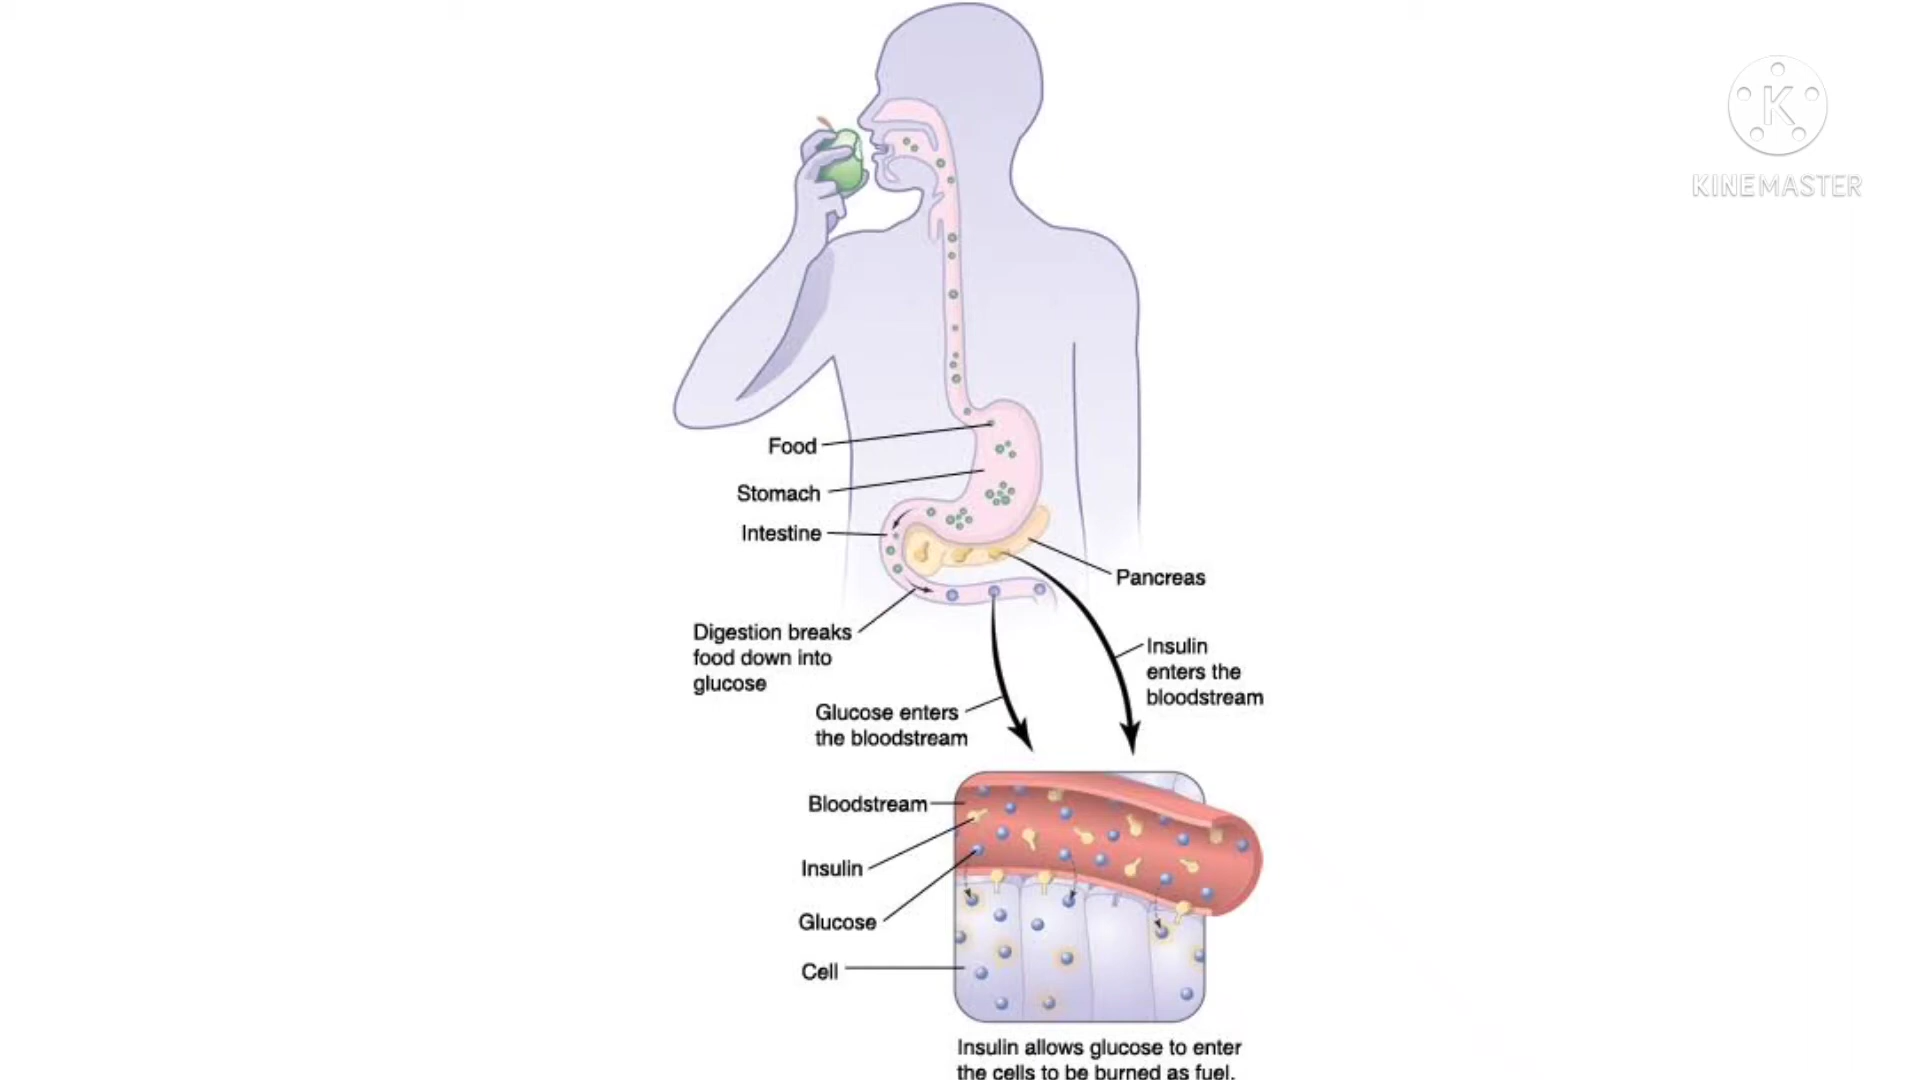 K
KINEMASTER
Food
Stomach
Intestine
Pancreas
Digestion breaks
food down into
glucose
Insulin
enters the
bloodstream
Glucose enters
the bloodstream
Bloodstream
Insulin
Glucose
Cell
Insulin allows glucose to enter
the cells to be burned as fuel.